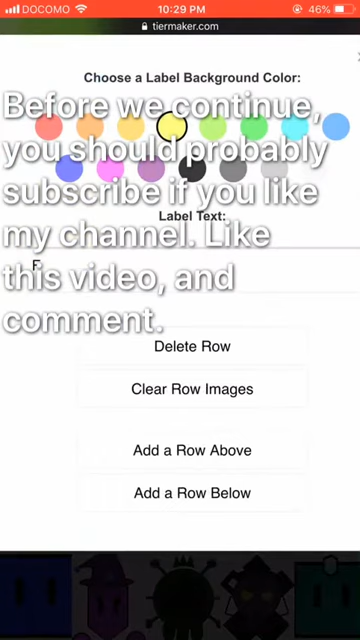 DOCOMO 10:29 PM 46%
tiermaker.com
Choose a Label Background Color:
Before we continue,
you should probably
subscribe if you like
Label Text:
my channel. Like
F
this video, and
comment.
Delete Row
Clear Row Images
Add a Row Above
Add a Row Below